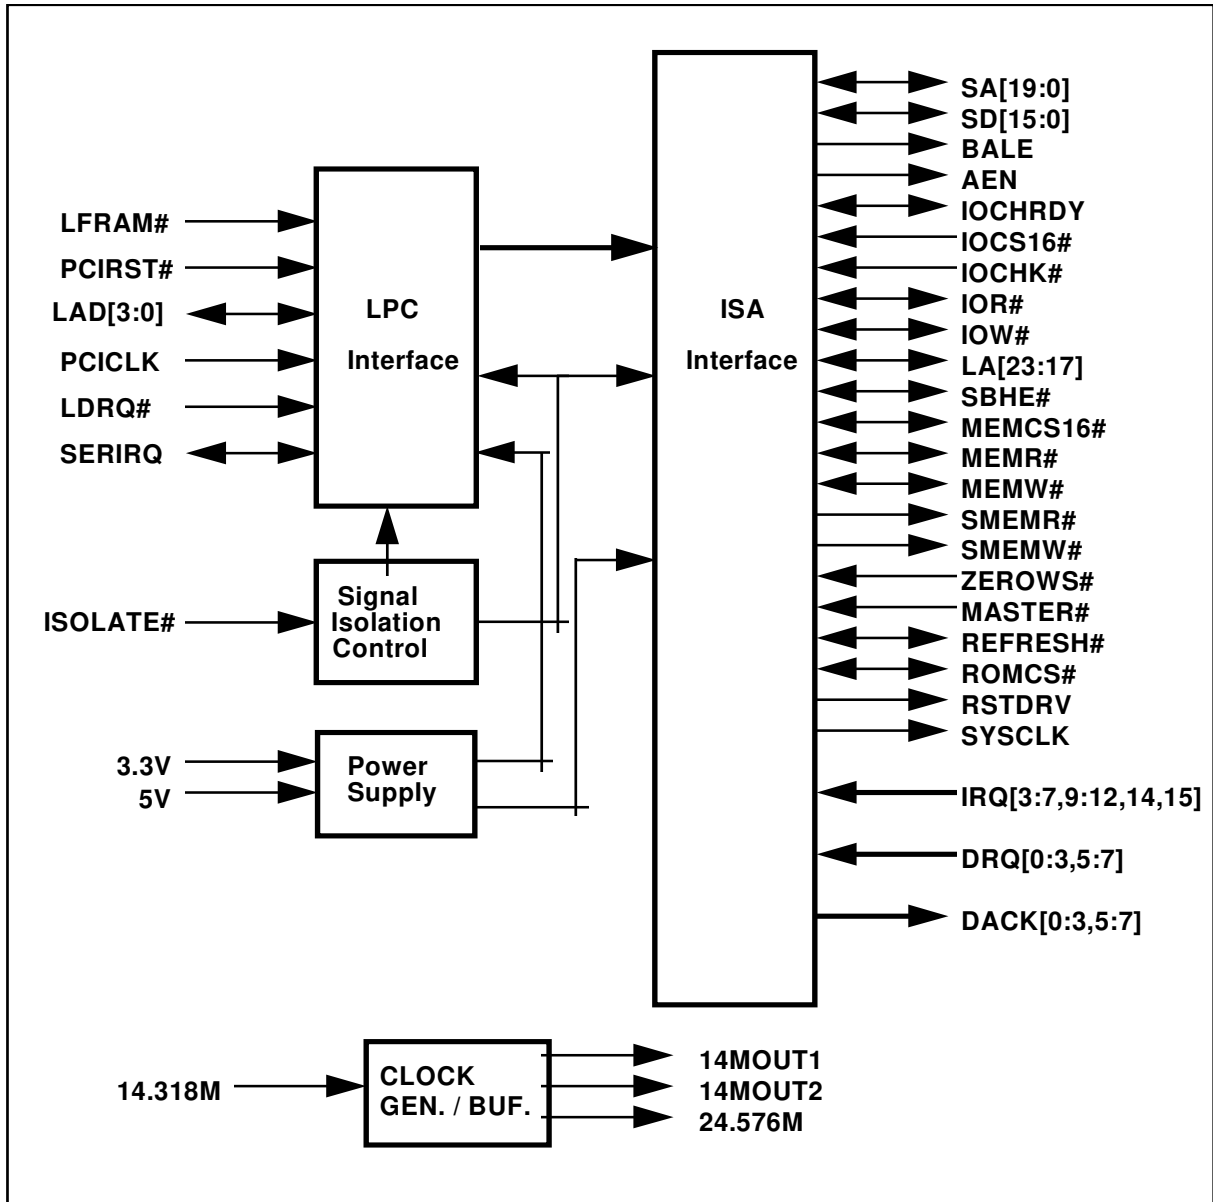 LFRAM#
PCIRST#
LAD[3:0]
PCICLK
LDRQ#
SERIRQ
LPC
Interface
ISA
Interface
SA[19:0]
SD[15:0]
BALE
AEN
IOCHRDY
IOCS16#
IOCHK#
IOR#
IOW#
LA[23:17]
SBHE#
MEMCS16#
MEMR#
MEMW#
SMEMR#
SMEMW#
ZEROWS#
MASTER#
REFRESH#
ROMCS#
RSTDRV
SYSCLK
IRQ[3:7,9:12,14,15]
DRQ[0:3,5:7]
DACK[0:3,5:7]
ISOLATE#
Signal
Isolation
Control
3.3V
5V
Power
Supply
14.318M
CLOCK
GEN. / BUF.
14MOUT1
14MOUT2
24.576M